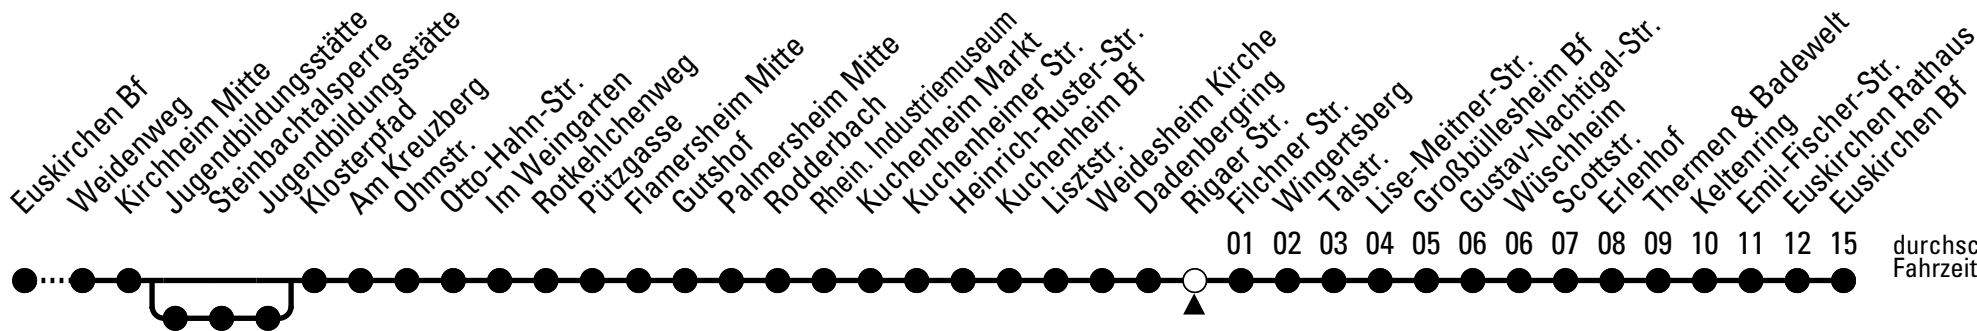 Euskirchen Bf
Weidenweg
Kirchheim Mitte
Jugendbildungsstätte
Steinbachtalsperre
Jugendbildungsstätte
Klosterpfad
Am Kreuzberg
Ohmstr.
Otto-Hahn-Str.
Im Weingarten
Rotkehlchenweg
Pützgasse
Flamersheim Mitte
Gutshof
Palmersheim Mitte
Rodderbach
Rhein. Industriemuseum
Kuchenheim Markt
Kuchenheimer Str.
Heinrich-Ruster-Str.
Kuchenheim Bf
Lisztstr.
Weidesheim Kirche
Dadenbergring
Rigaer Str.
Filchner Str.
Wingertsberg
Talstr.
Lise-Meitner-Str.
Großbüllesheim Bf
Gustav-Nachtigal-Str.
Wüschheim
Scottstr.
Erlenhof
Thermen & Badewelt
Keltenring
Emil-Fischer-Str.
Euskirchen Rathaus
Euskirchen Bf
01 02 03 04 05 06 06 07 08 09 10 11 12 15
durchsc
Fahrzeit